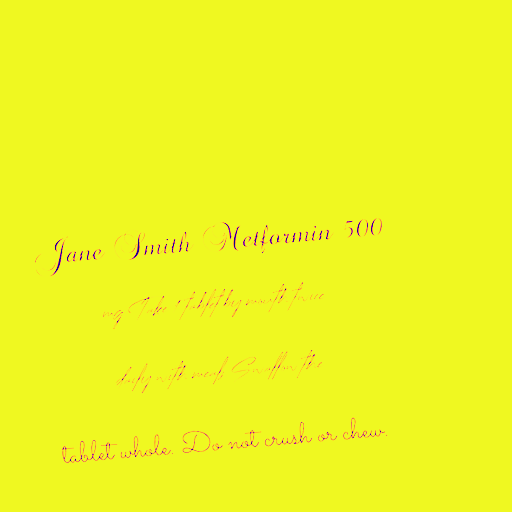 Jane Smith Metformin 500
mg Take 1 tablet by mouth twice
daily with meals Swallow the
tablet whole. Do not crush or chew.